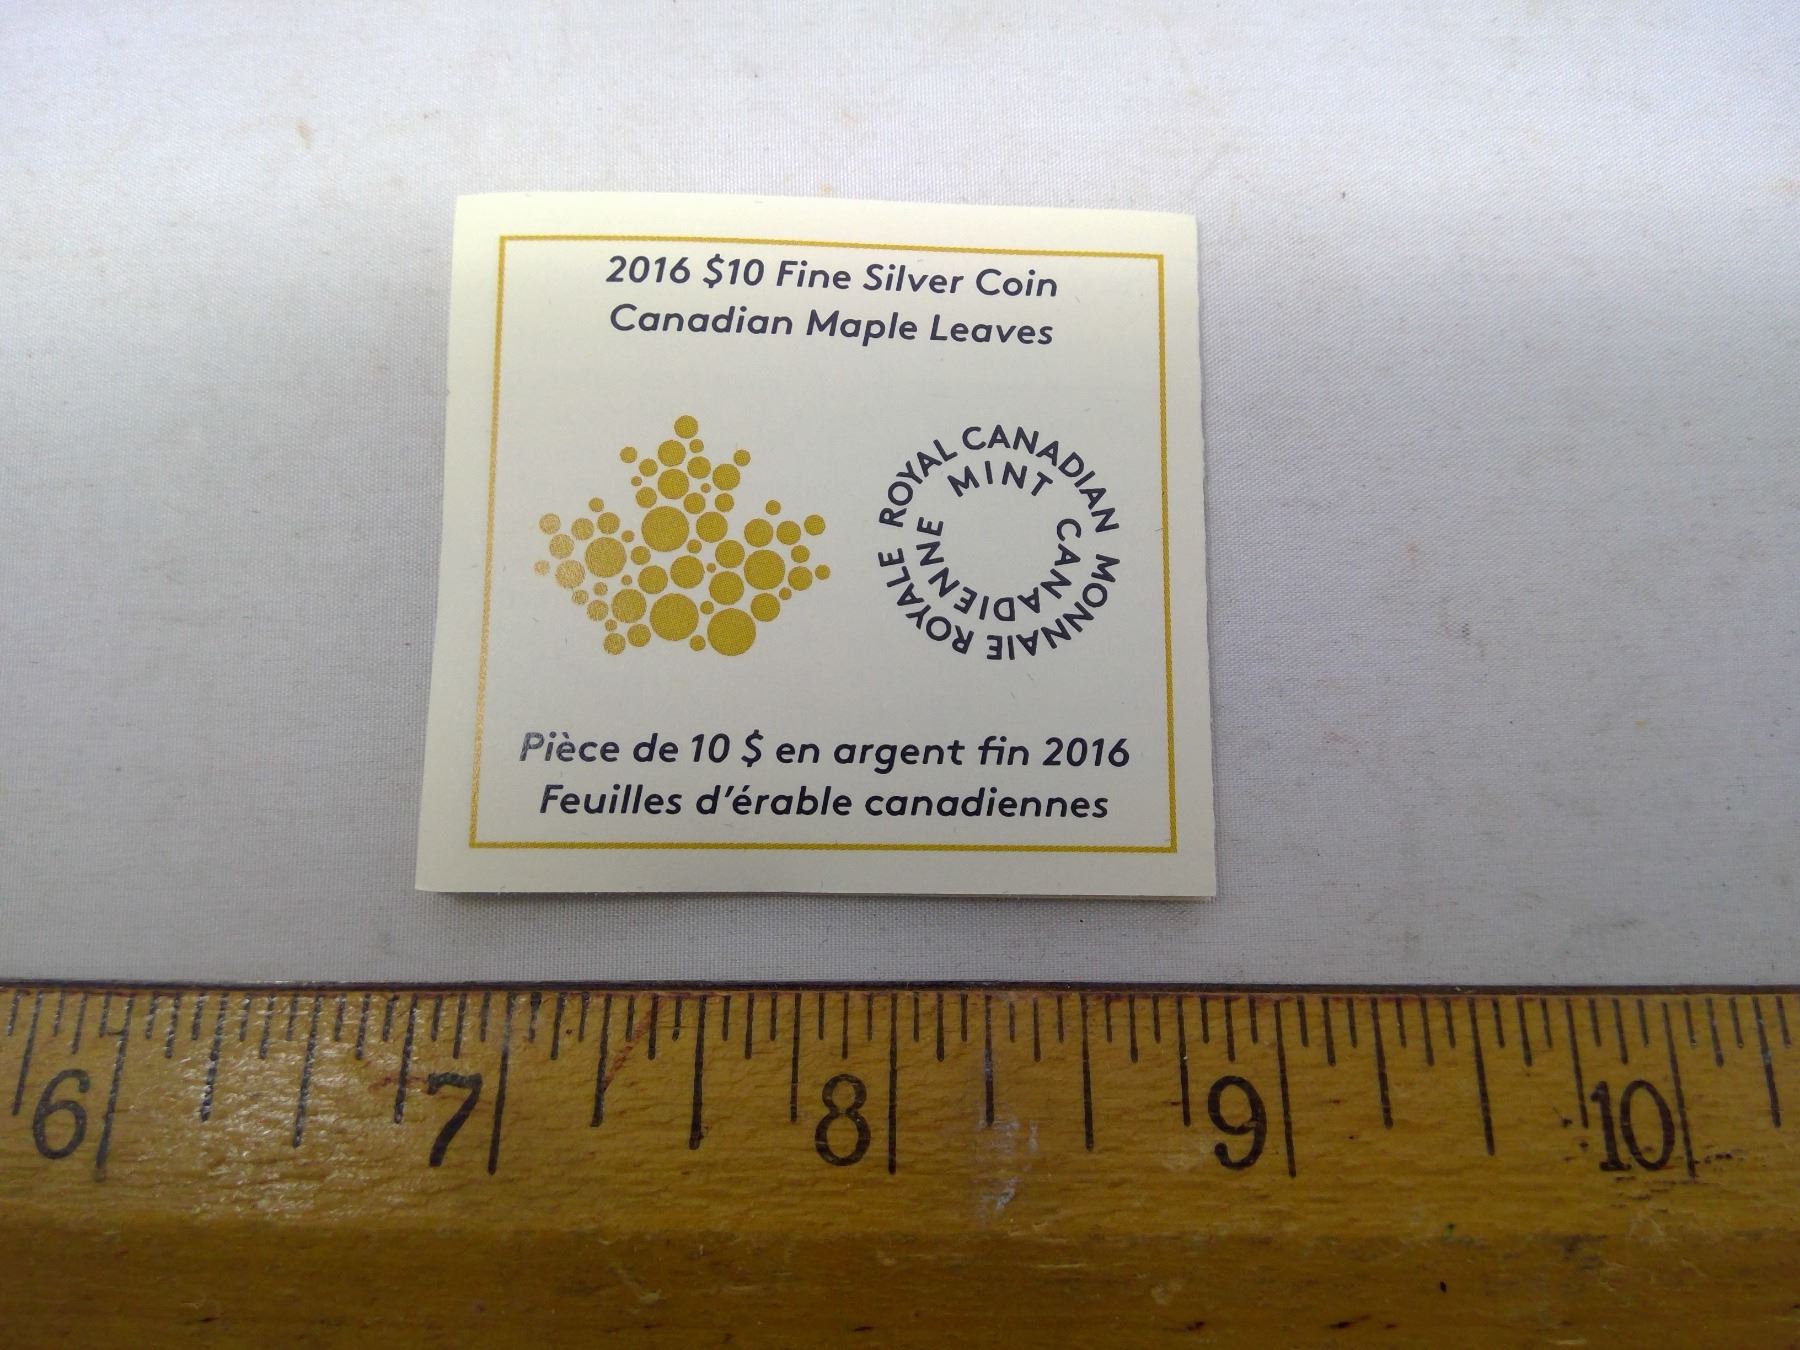 2016 $10 Fine Silver Coin
Canadian Maple Leaves
ROYAL CANADIAN
MINT
MONNAIE ROYALE
CANADIENNE
Pièce de 10 $ en argent fin 2016
Feuilles d'érable canadiennes
6 7 8 9 10